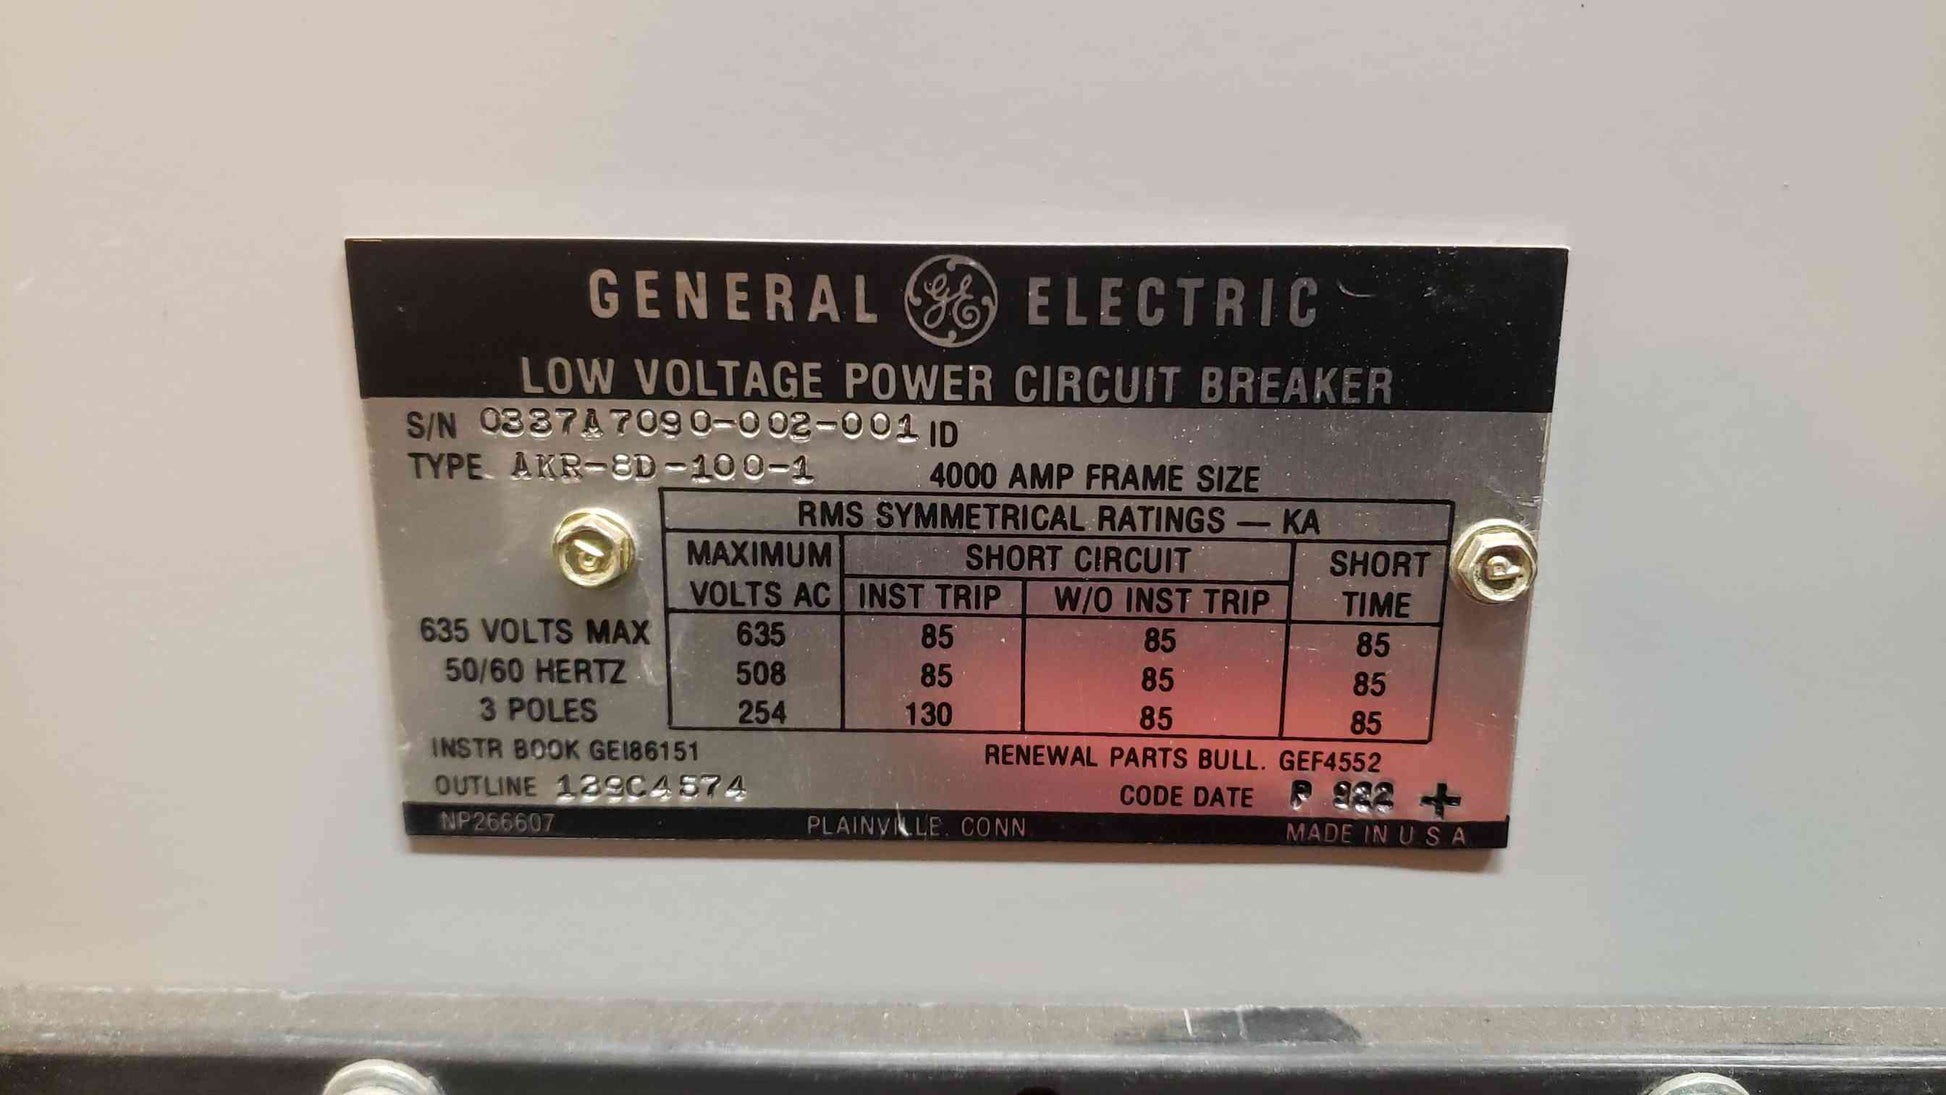 GENERAL GE ELECTRIC
LOW VOLTAGE POWER CIRCUIT BREAKER
S/N 0337A7090-002-001 ID
TYPE AKR-8D-100-1 4000 AMP FRAME SIZE
RMS SYMMETRICAL RATINGS — KA
MAXIMUM VOLTS AC SHORT CIRCUIT SHORT TIME
INST TRIP W/O INST TRIP
635 VOLTS MAX 635 85 85 85
50/60 HERTZ 508 85 85 85
3 POLES 254 130 85 85
INSTR BOOK GEI86151 RENEWAL PARTS BULL. GEF4552
OUTLINE 139C4574 CODE DATE P 922 +
NP266607 PLAINVILLE, CONN MADE IN U S A